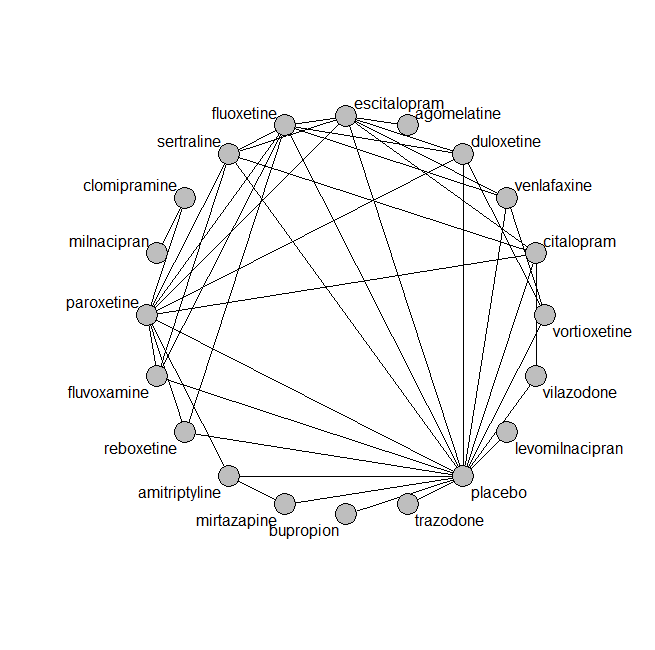 escitalopram
fluoxetine
agomelatine
sertraline
duloxetine
clomipramine
venlafaxine
milnacipran
citalopram
paroxetine
vortioxetine
fluvoxamine
vilazodone
reboxetine
levomilnacipran
amitriptyline
placebo
mirtazapine
trazodone
bupropion